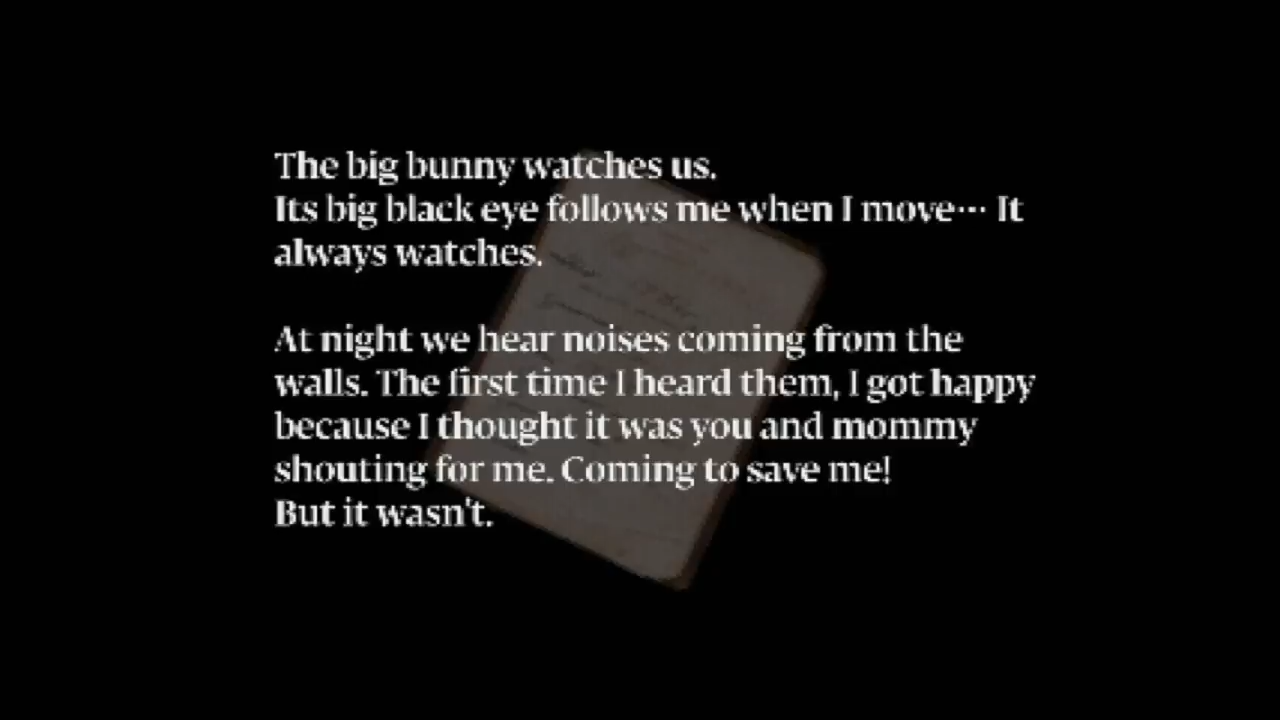 The big bunny watches us.
Its big black eye follows me when I move··· It
always watches.
At night we hear noises coming from the
walls. The first time I heard them, I got happy
because I thought it was you and mommy
shouting for me. Coming to save me!
But it wasn't.